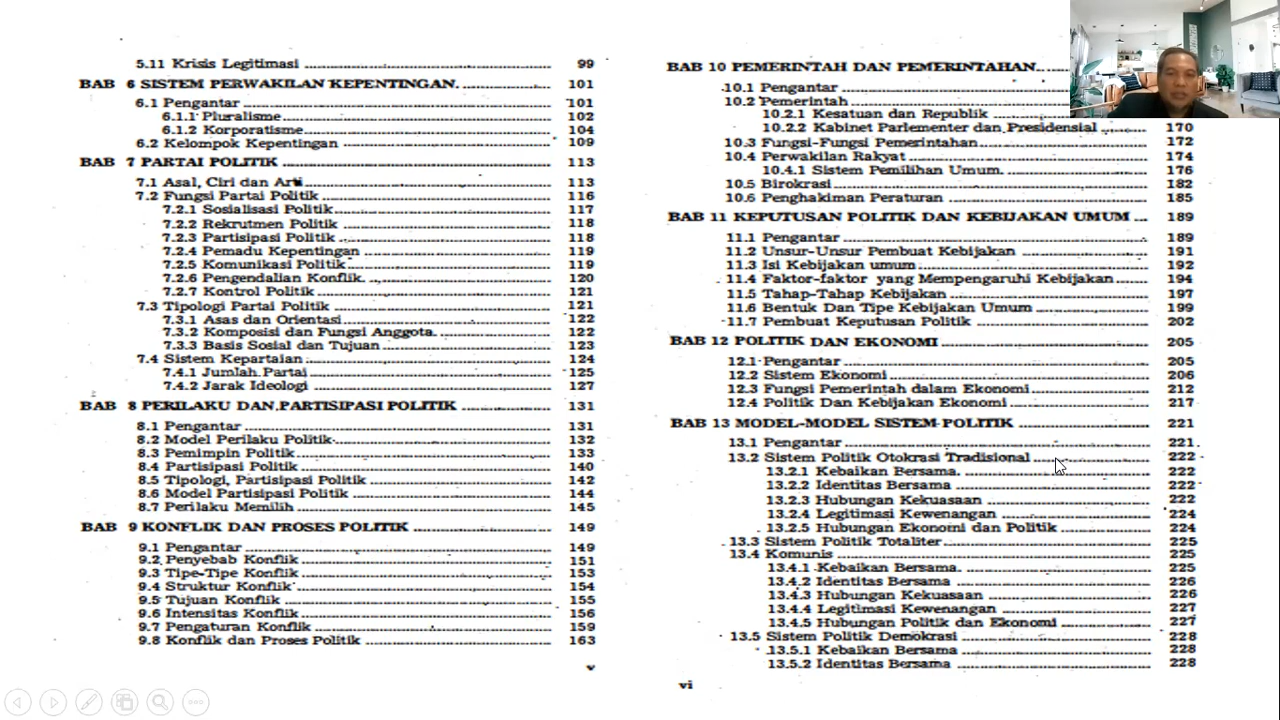 5.11 Krisis Legitimasi ........ 99
BAB 6 SISTEM PERWAKILAN KEPENTINGAN. ........ 101
6.1 Pengantar ........ 101
6.1.1 Pluralisme ........ 102
6.1.2 Korporatisme ........ 104
6.2 Kelompok Kepentingan ........ 109
BAB 7 PARTAI POLITIK ........ 113
7.1 Asal, Ciri dan Arti ........ 113
7.2 Fungsi Partai Politik ........ 116
7.2.1 Sosialisasi Politik ........ 117
7.2.2 Rekrutmen Politik ........ 118
7.2.3 Partisipasi Politik ........ 118
7.2.4 Pemadu Kepentingan ........ 119
7.2.5 Komunikasi Politik ........ 119
7.2.6 Pengendalian Konflik ........ 120
7.2.7 Kontrol Politik ........ 121
7.3 Tipologi Partai Politik ........ 121
7.3.1 Asas dan Orientasi ........ 122
7.3.2 Komposisi dan Fungsi Anggota. ........ 122
7.3.3 Basis Sosial dan Tujuan ........ 123
7.4 Sistem Kepartaian ........ 124
7.4.1 Jumlah Partai ........ 125
7.4.2 Jarak Ideologi ........ 127
BAB 8 PERILAKU DAN PARTISIPASI POLITIK ........ 131
8.1 Pengantar ........ 131
8.2 Model Perilaku Politik ........ 132
8.3 Pemimpin Politik ........ 133
8.4 Partisipasi Politik ........ 140
8.5 Tipologi, Partisipasi Politik ........ 142
8.6 Model Partisipasi Politik ........ 144
8.7 Perilaku Memilih ........ 145
BAB 9 KONFLIK DAN PROSES POLITIK ........ 149
9.1 Pengantar ........ 149
9.2 Penyebab Konflik ........ 151
9.3 Tipe-Tipe Konflik ........ 153
9.4 Struktur Konflik ........ 154
9.5 Tujuan Konflik ........ 155
9.6 Intensitas Konflik ........ 156
9.7 Pengaturan Konflik ........ 159
9.8 Konflik dan Proses Politik ........ 163
v
BAB 10 PEMERINTAH DAN PEMERINTAHAN ........
10.1 Pengantar ........
10.2 Pemerintah ........
10.2.1 Kesatuan dan Republik ........
10.2.2 Kabinet Parlementer dan Presidensial ........ 170
10.3 Fungsi-Fungsi Pemerintahan ........ 172
10.4 Perwakilan Rakyat ........ 174
10.4.1 Sistem Pemilihan Umum. ........ 176
10.5 Birokrasi ........ 182
10.6 Penghakiman Peraturan ........ 185
BAB 11 KEPUTUSAN POLITIK DAN KEBIJAKAN UMUM ... 189
11.1 Pengantar ........ 189
11.2 Unsur-Unsur Pembuat Kebijakan ........ 191
11.3 Isi Kebijakan umum ........ 192
11.4 Faktor-faktor yang Mempengaruhi Kebijakan ........ 194
11.5 Tahap-Tahap Kebijakan ........ 197
11.6 Bentuk Dan Tipe Kebijakan Umum ........ 199
11.7 Pembuat Keputusan Politik ........ 202
BAB 12 POLITIK DAN EKONOMI ........ 205
12.1 Pengantar ........ 205
12.2 Sistem Ekonomi ........ 206
12.3 Fungsi Pemerintah dalam Ekonomi ........ 212
12.4 Politik Dan Kebijakan Ekonomi ........ 217
BAB 13 MODEL-MODEL SISTEM POLITIK ........ 221
13.1 Pengantar ........ 221
13.2 Sistem Politik Otokrasi Tradisional ........ 222
13.2.1 Kebaikan Bersama. ........ 222
13.2.2 Identitas Bersama ........ 222
13.2.3 Hubungan Kekuasaan ........ 222
13.2.4 Legitimasi Kewenangan ........ 224
13.2.5 Hubungan Ekonomi dan Politik ........ 224
13.3 Sistem Politik Totaliter ........ 225
13.4 Komunis ........ 225
13.4.1 Kebaikan Bersama. ........ 225
13.4.2 Identitas Bersama ........ 226
13.4.3 Hubungan Kekuasaan ........ 226
13.4.4 Legitimasi Kewenangan ........ 227
13.4.5 Hubungan Politik dan Ekonomi ........ 227
13.5 Sistem Politik Demokrasi ........ 228
13.5.1 Kebaikan Bersama ........ 228
13.5.2 Identitas Bersama ........ 228
vi